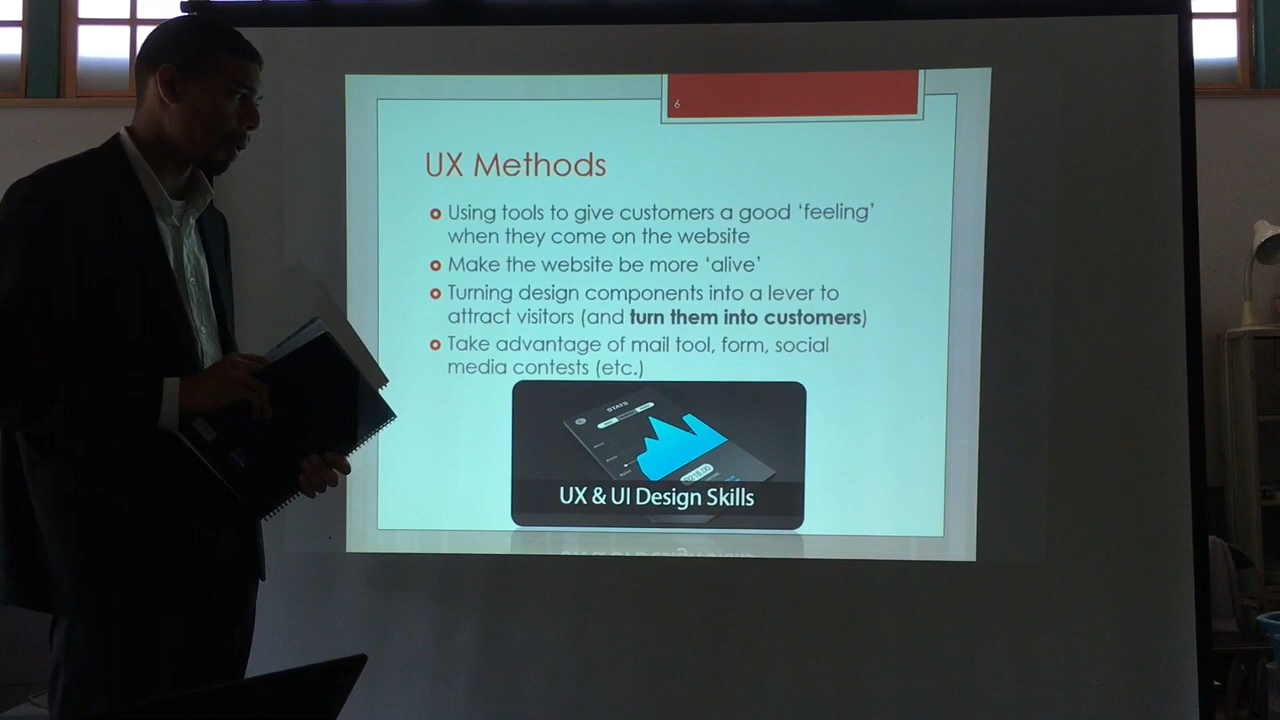 6
UX Methods
Using tools to give customers a good ‘feeling’
when they come on the website
Make the website be more ‘alive’
Turning design components into a lever to
attract visitors (and turn them into customers)
Take advantage of mail tool, form, social
media contests (etc.)
STATS
UX & UI Design Skills